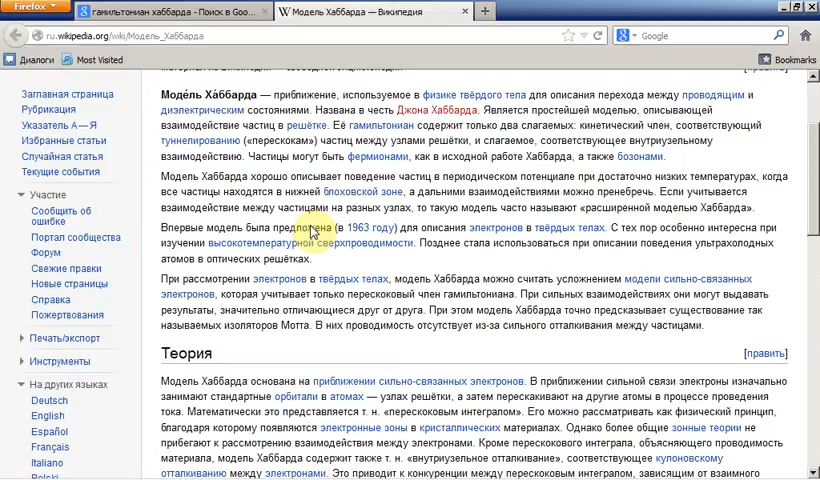 Firefox
гамильтониан хаббарда - Поиск в Goo...
Модель Хаббарда — Википедия
ru.wikipedia.org/wiki/Модель_Хаббарда
Google
Диалоги
Most Visited
Bookmarks
Заглавная страница
Рубрикация
Указатель А — Я
Избранные статьи
Случайная статья
Текущие события
Участие
Сообщить об
ошибке
Портал сообщества
Форум
Свежие правки
Новые страницы
Справка
Пожертвования
Печать/экспорт
Инструменты
На других языках
Deutsch
English
Español
Français
Italiano
Polski
Моде́ль Ха́ббарда — приближение, используемое в физике твёрдого тела для описания перехода между проводящим и
диэлектрическим состояниями. Названа в честь Джона Хаббарда. Является простейшей моделью, описывающей
взаимодействие частиц в решётке. Её гамильтониан содержит только два слагаемых: кинетический член, соответствующий
туннелированию («перескокам») частиц между узлами решётки, и слагаемое, соответствующее внутриузельному
взаимодействию. Частицы могут быть фермионами, как в исходной работе Хаббарда, а также бозонами.
Модель Хаббарда хорошо описывает поведение частиц в периодическом потенциале при достаточно низких температурах, когда
все частицы находятся в нижней блоховской зоне, а дальними взаимодействиями можно пренебречь. Если учитывается
взаимодействие между частицами на разных узлах, то такую модель часто называют «расширенной моделью Хаббарда».
Впервые модель была предложена (в 1963 году) для описания электронов в твёрдых телах. С тех пор особенно интересна при
изучении высокотемпературной сверхпроводимости. Позднее стала использоваться при описании поведения ультрахолодных
атомов в оптических решётках.
При рассмотрении электронов в твёрдых телах, модель Хаббарда можно считать усложнением модели сильно-связанных
электронов, которая учитывает только перескоковый член гамильтониана. При сильных взаимодействиях они могут выдавать
результаты, значительно отличающиеся друг от друга. При этом модель Хаббарда точно предсказывает существование так
называемых изоляторов Мотта. В них проводимость отсутствует из-за сильного отталкивания между частицами.
Теория
[править]
Модель Хаббарда основана на приближении сильно-связанных электронов. В приближении сильной связи электроны изначально
занимают стандартные орбитали в атомах — узлах решётки, а затем перескакивают на другие атомы в процессе проведения
тока. Математически это представляется т. н. «перескоковым интегралом». Его можно рассматривать как физический принцип,
благодаря которому появляются электронные зоны в кристаллических материалах. Однако более общие зонные теории не
прибегают к рассмотрению взаимодействия между электронами. Кроме перескокового интеграла, объясняющего проводимость
материала, модель Хаббарда содержит также т. н. «внутриузельное отталкивание», соответствующее кулоновскому
отталкиванию между электронами. Это приводит к конкуренции между перескоковым интегралом, зависящим от взаимного